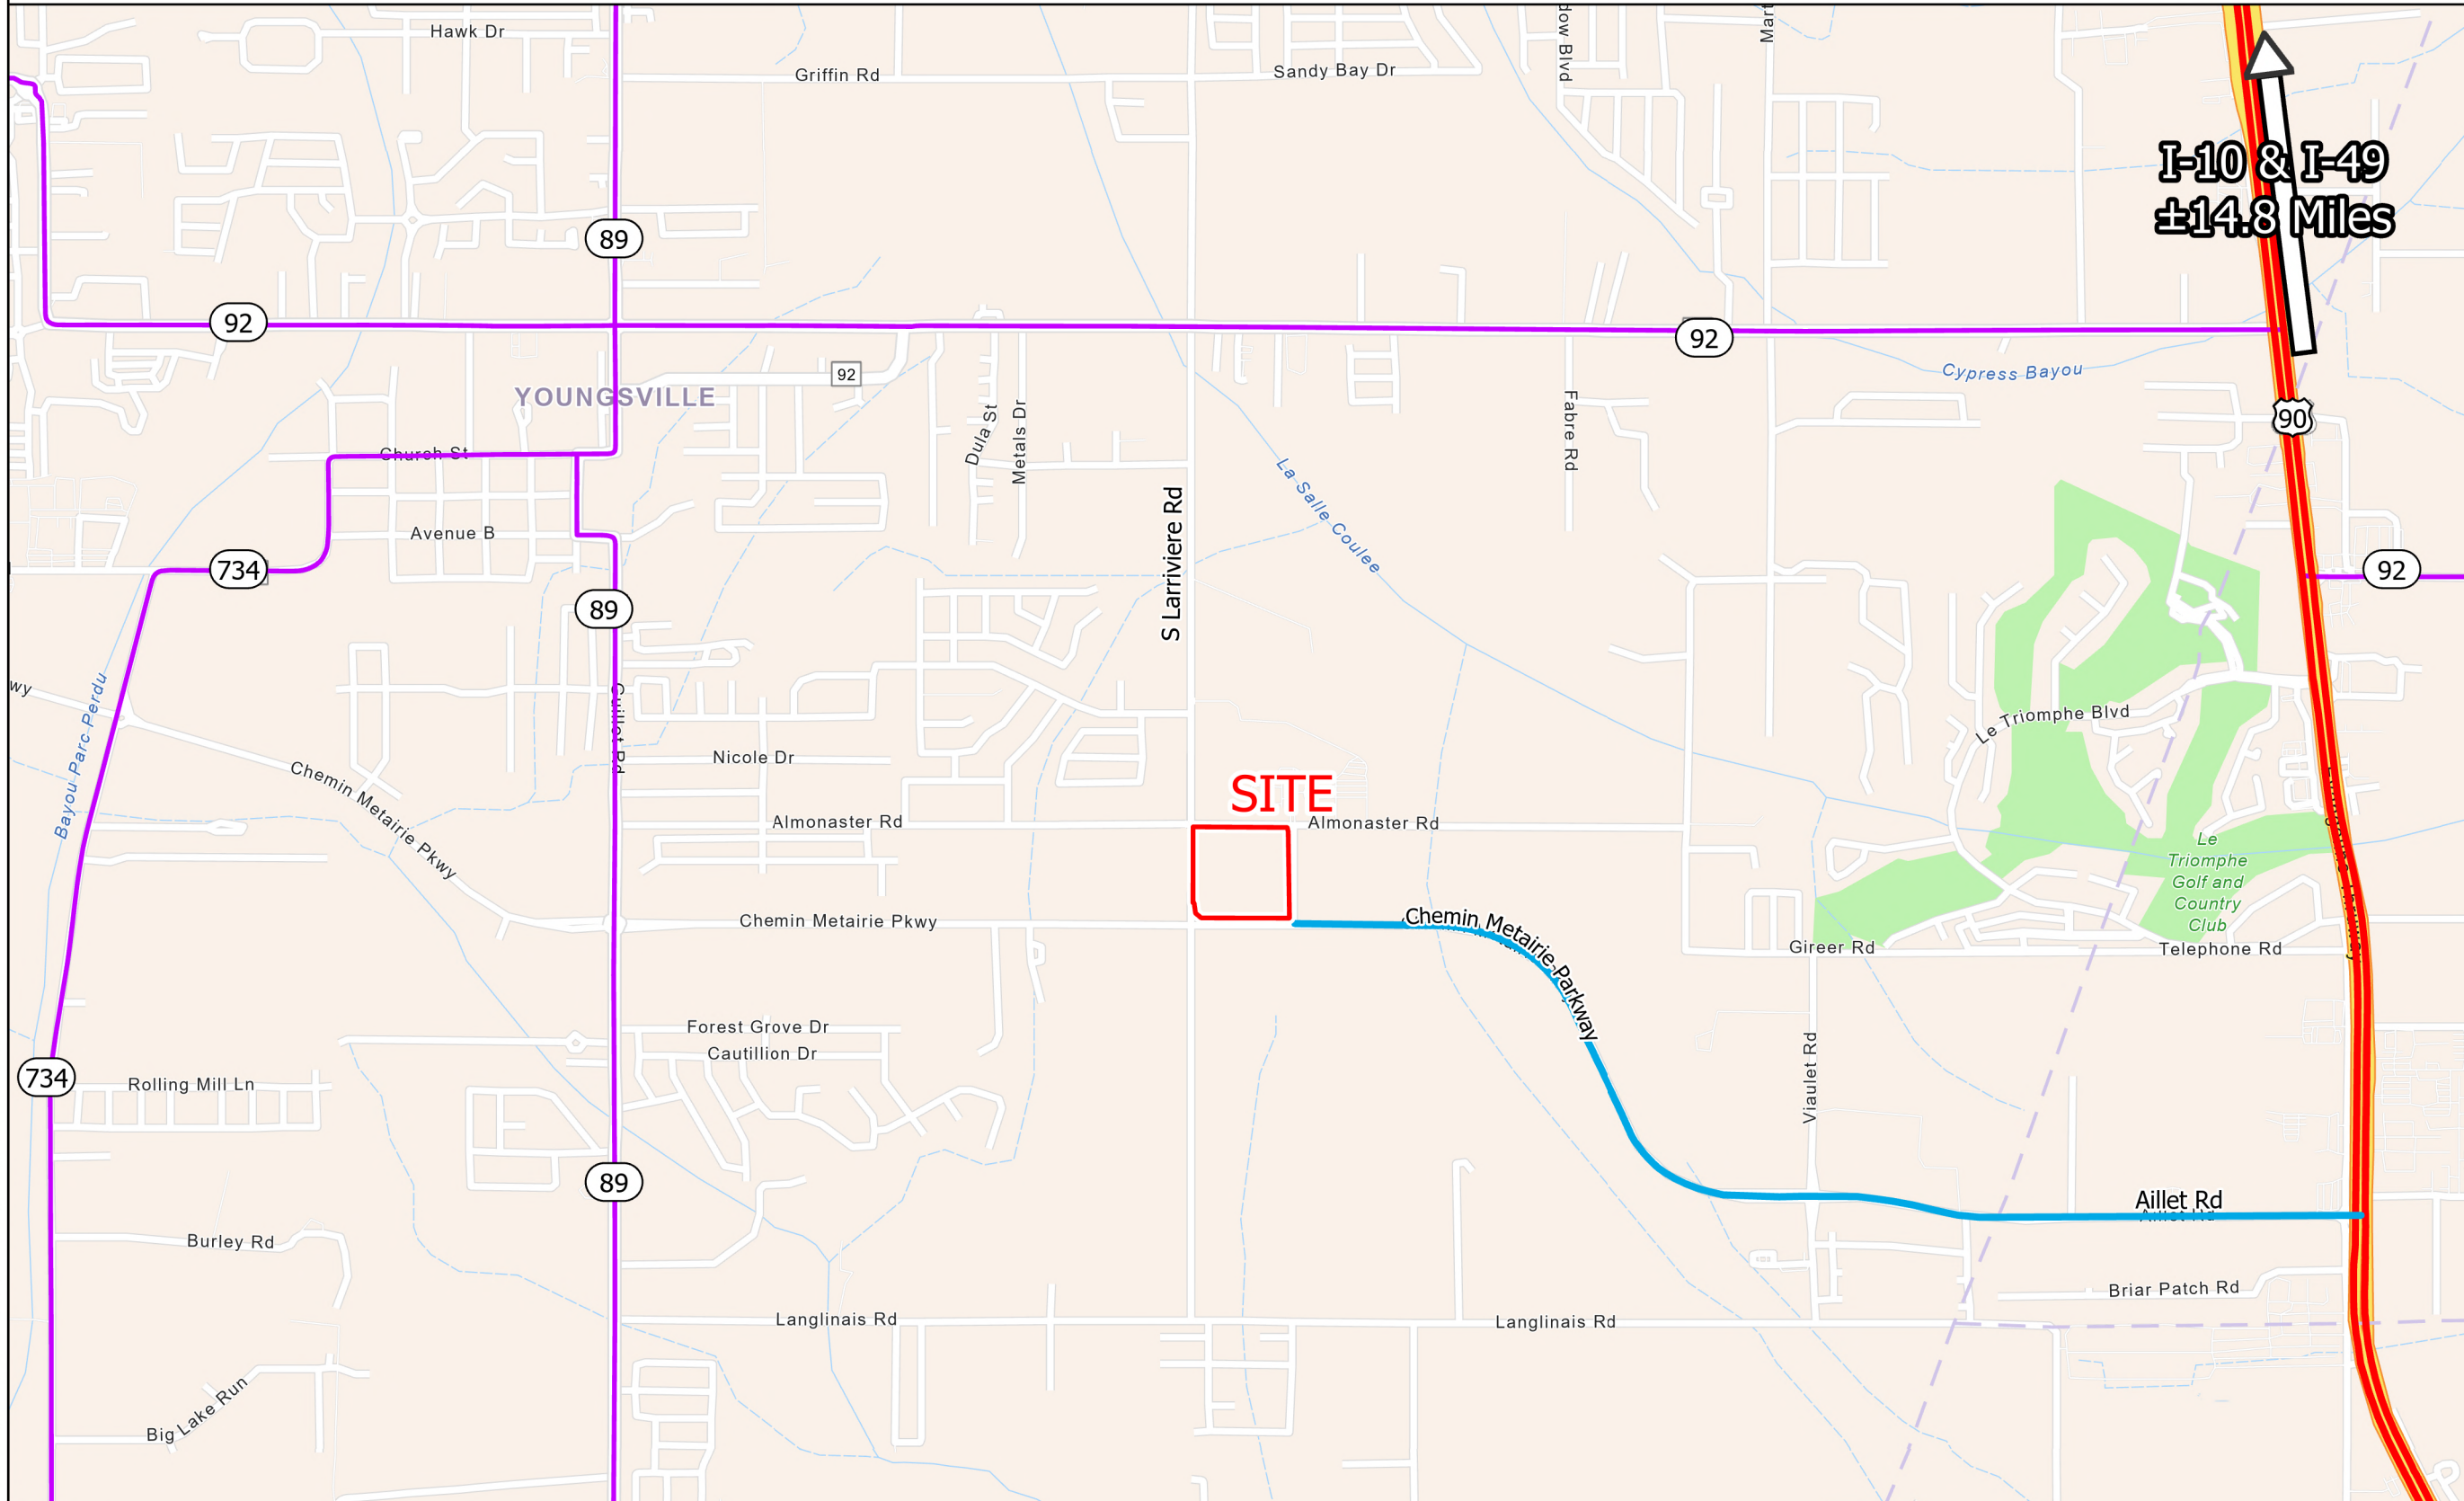 Hawk Dr
Griffin Rd
Sandy Bay Dr
I-10 & I-49
±14.8 Miles
89
92
92
92
Cypress Bayou
YOUNGSVILLE
90
Church St
Dula St
Metals Dr
Fabre Rd
La Salle Coulee
S Larriviere Rd
Avenue B
734
92
89
Bayou Parc Perdu
Le Triomphe Blvd
Nicole Dr
Chemin Metairie Pkwy
SITE
Almonaster Rd
Almonaster Rd
Le
Triomphe
Golf and
Country
Club
Chemin Metairie Pkwy
Chemin Metairie Parkway
Gireer Rd
Telephone Rd
Forest Grove Dr
Cautillion Dr
734
Rolling Mill Ln
Viaulet Rd
89
Aillet Rd
Burley Rd
Briar Patch Rd
Langlinais Rd
Langlinais Rd
Big Lake Run